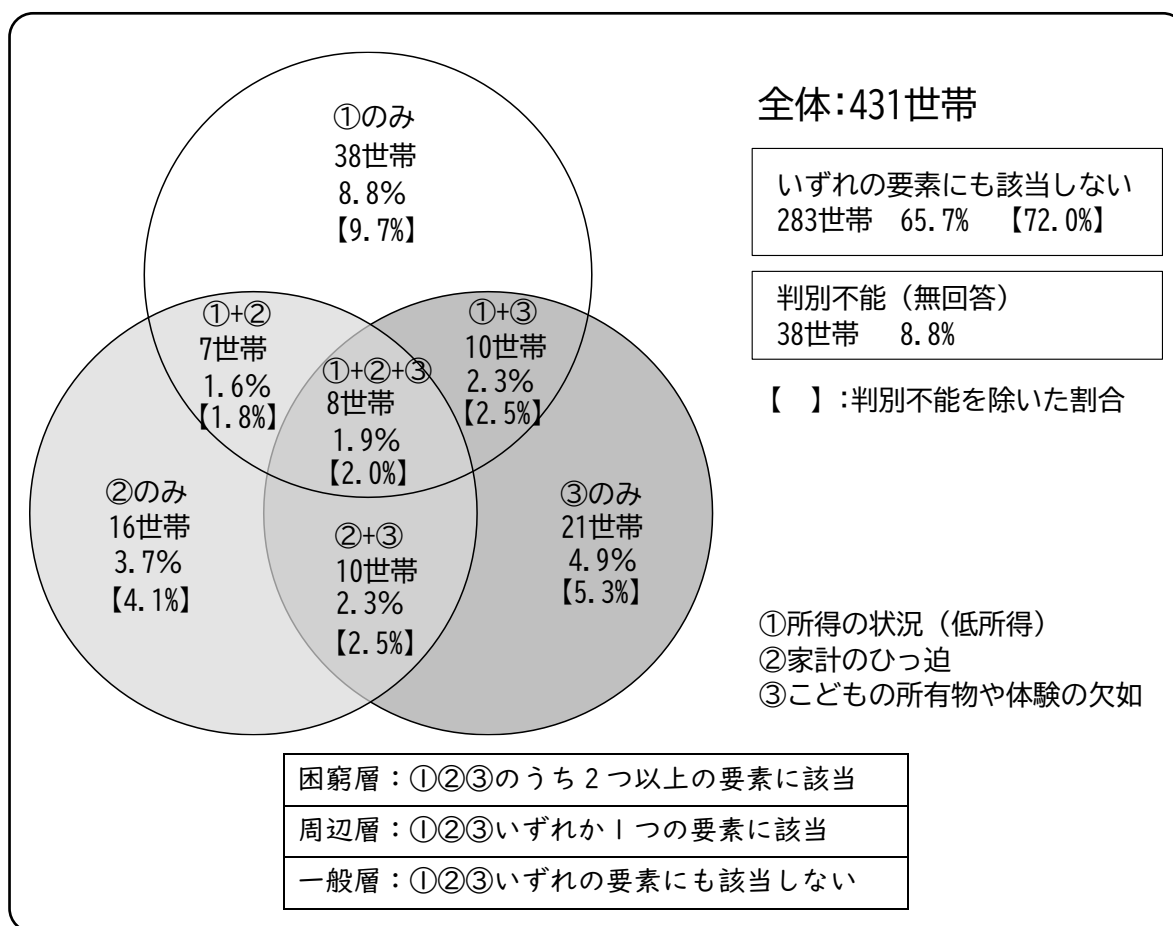 ①のみ
38世帯
8.8%
【9.7%】
全体:431世帯
いずれの要素にも該当しない
283世帯 65.7% 【72.0%】
判別不能（無回答）
38世帯 8.8%
【 】:判別不能を除いた割合
①+②
7世帯
1.6%
【1.8%】
①+③
10世帯
2.3%
【2.5%】
①+②+③
8世帯
1.9%
【2.0%】
②のみ
16世帯
3.7%
【4.1%】
②+③
10世帯
2.3%
【2.5%】
③のみ
21世帯
4.9%
【5.3%】
①所得の状況（低所得）
②家計のひっ迫
③こどもの所有物や体験の欠如
困窮層：①②③のうち２つ以上の要素に該当
周辺層：①②③いずれか１つの要素に該当
一般層：①②③いずれの要素にも該当しない